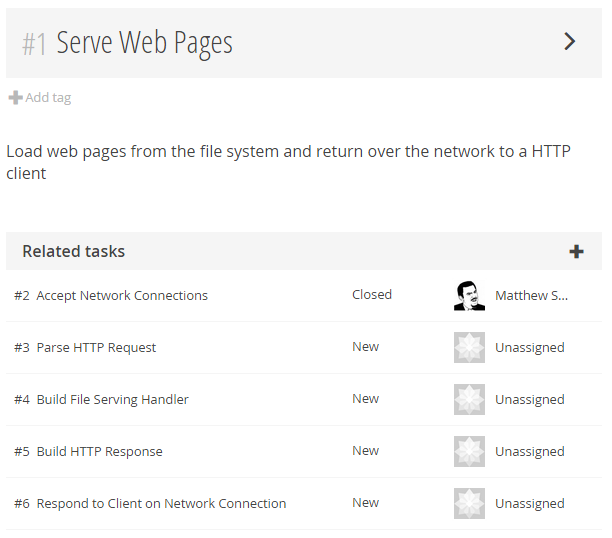 #1 Serve Web Pages
Add tag
Load web pages from the file system and return over the network to a HTTP
client
Related tasks
#2 Accept Network Connections Closed Matthew S...
#3 Parse HTTP Request New Unassigned
#4 Build File Serving Handler New Unassigned
#5 Build HTTP Response New Unassigned
#6 Respond to Client on Network Connection New Unassigned